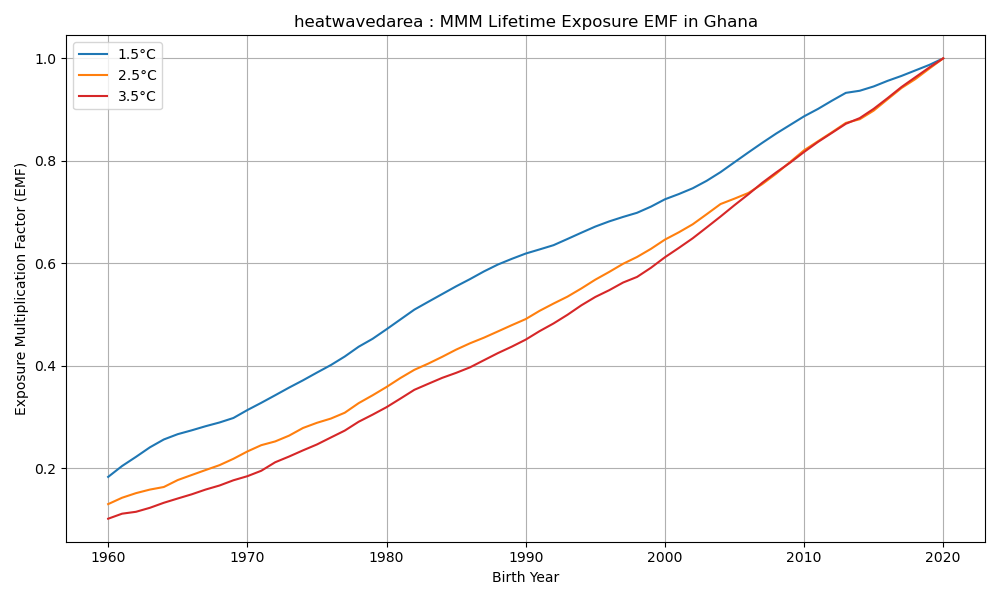 heatwavedarea : MMM Lifetime Exposure EMF in Ghana
1.5°C
2.5°C
3.5°C
Exposure Multiplication Factor (EMF)
1.0
0.8
0.6
0.4
0.2
1960 1970 1980 1990 2000 2010 2020
Birth Year